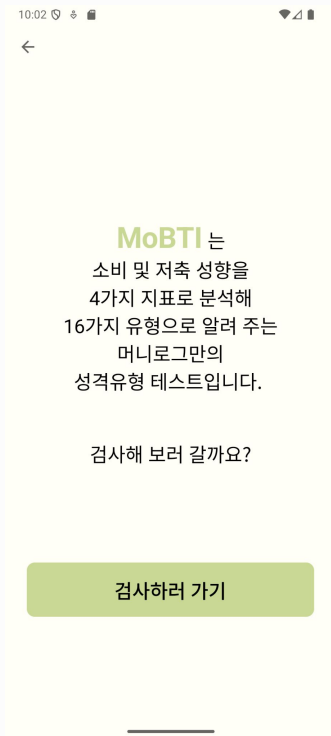 10:02
MoBTI 는
소비 및 저축 성향을
4가지 지표로 분석해
16가지 유형으로 알려 주는
머니로그만의
성격유형 테스트입니다.
검사해 보러 갈까요?
검사하러 가기